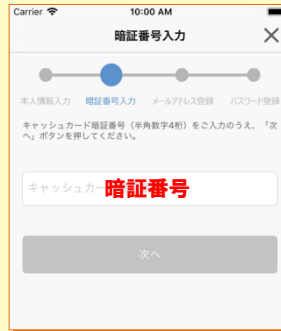 Carrier 10:00 AM
暗証番号入力
本人情報入力 暗証番号入力 メールアドレス登録 パスワード登録
キャッシュカード暗証番号（半角数字4桁）をご入力のうえ、「次
へ」ボタンを押してください。
キャッシュカー
暗証番号
次へ